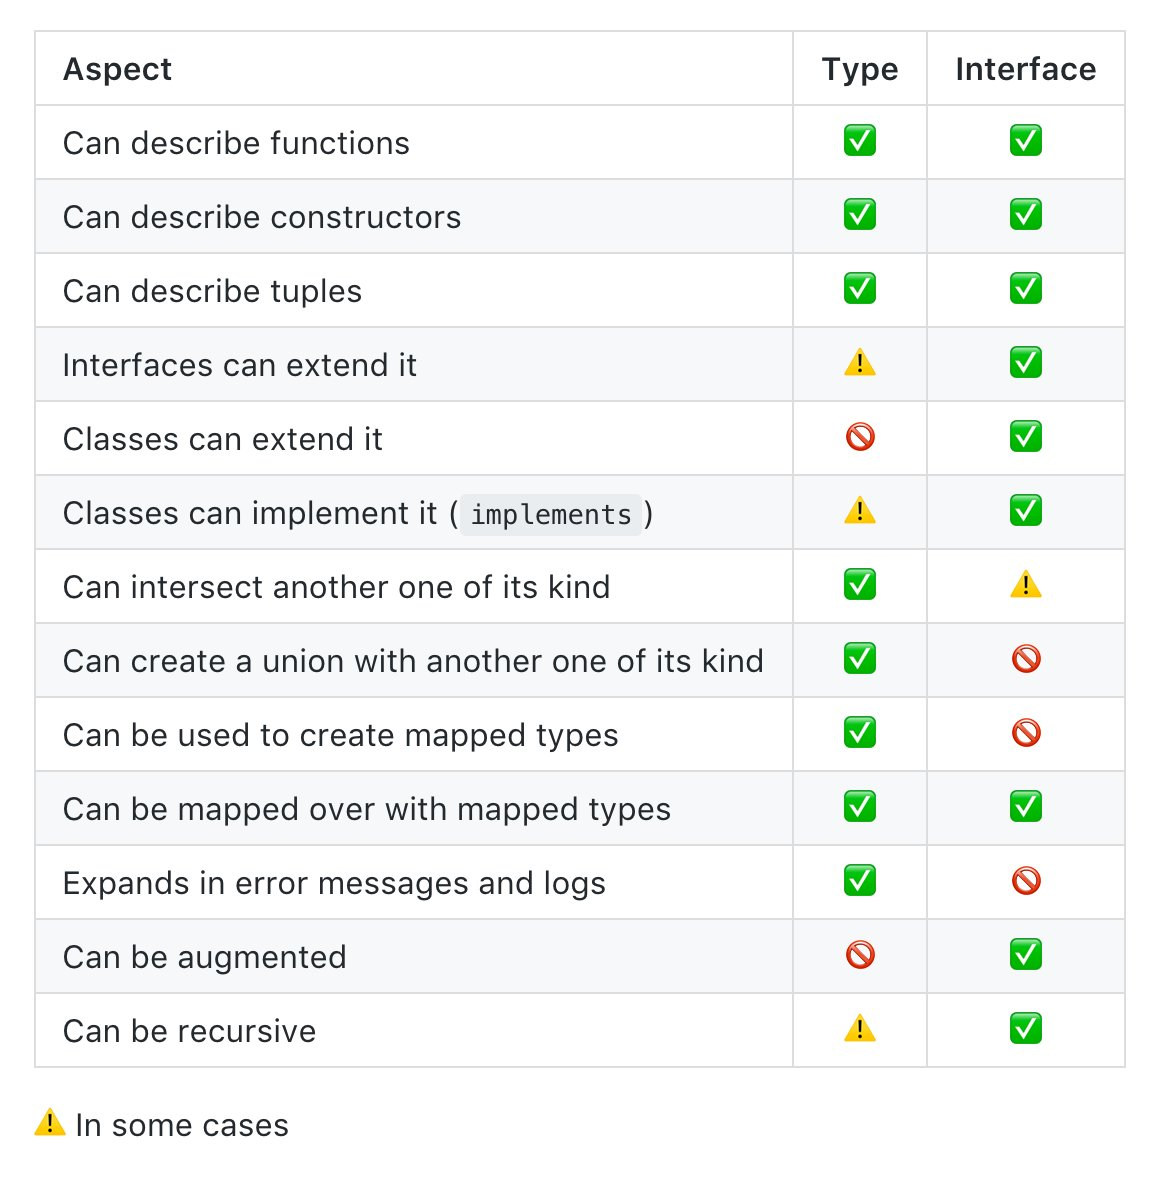 Aspect Type Interface
Can describe functions ✅ ✅
Can describe constructors ✅ ✅
Can describe tuples ✅ ✅
Interfaces can extend it ⚠️ ✅
Classes can extend it 🚫 ✅
Classes can implement it (implements) ⚠️ ✅
Can intersect another one of its kind ✅ ⚠️
Can create a union with another one of its kind ✅ 🚫
Can be used to create mapped types ✅ 🚫
Can be mapped over with mapped types ✅ ✅
Expands in error messages and logs ✅ 🚫
Can be augmented 🚫 ✅
Can be recursive ⚠️ ✅
⚠️ In some cases